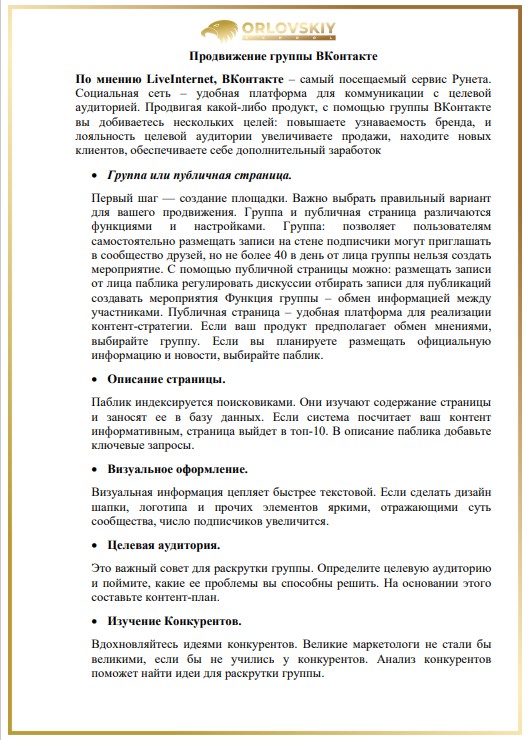 ORLOVSKIY
SCHOOL
Продвижение группы ВКонтакте
По мнению LiveInternet, ВКонтакте – самый посещаемый сервис Рунета.
Социальная сеть – удобная платформа для коммуникации с целевой
аудиторией. Продвигая какой-либо продукт, с помощью группы ВКонтакте
вы добиваетесь нескольких целей: повышаете узнаваемость бренда, и
лояльность целевой аудитории увеличиваете продажи, находите новых
клиентов, обеспечиваете себе дополнительный заработок
• Группа или публичная страница.
Первый шаг — создание площадки. Важно выбрать правильный вариант
для вашего продвижения. Группа и публичная страница различаются
функциями и настройками. Группа: позволяет пользователям
самостоятельно размещать записи на стене подписчики могут приглашать
в сообщество друзей, но не более 40 в день от лица группы нельзя создать
мероприятие. С помощью публичной страницы можно: размещать записи
от лица паблика регулировать дискуссии отбирать записи для публикаций
создавать мероприятия Функция группы – обмен информацией между
участниками. Публичная страница – удобная платформа для реализации
контент-стратегии. Если ваш продукт предполагает обмен мнениями,
выбирайте группу. Если вы планируете размещать официальную
информацию и новости, выбирайте паблик.
• Описание страницы.
Паблик индексируется поисковиками. Они изучают содержание страницы
и заносят ее в базу данных. Если система посчитает ваш контент
информативным, страница выйдет в топ-10. В описание паблика добавьте
ключевые запросы.
• Визуальное оформление.
Визуальная информация цепляет быстрее текстовой. Если сделать дизайн
шапки, логотипа и прочих элементов яркими, отражающими суть
сообщества, число подписчиков увеличится.
• Целевая аудитория.
Это важный совет для раскрутки группы. Определите целевую аудиторию
и поймите, какие ее проблемы вы способны решить. На основании этого
составьте контент-план.
• Изучение Конкурентов.
Вдохновляйтесь идеями конкурентов. Великие маркетологи не стали бы
великими, если бы не учились у конкурентов. Анализ конкурентов
поможет найти идеи для раскрутки группы.